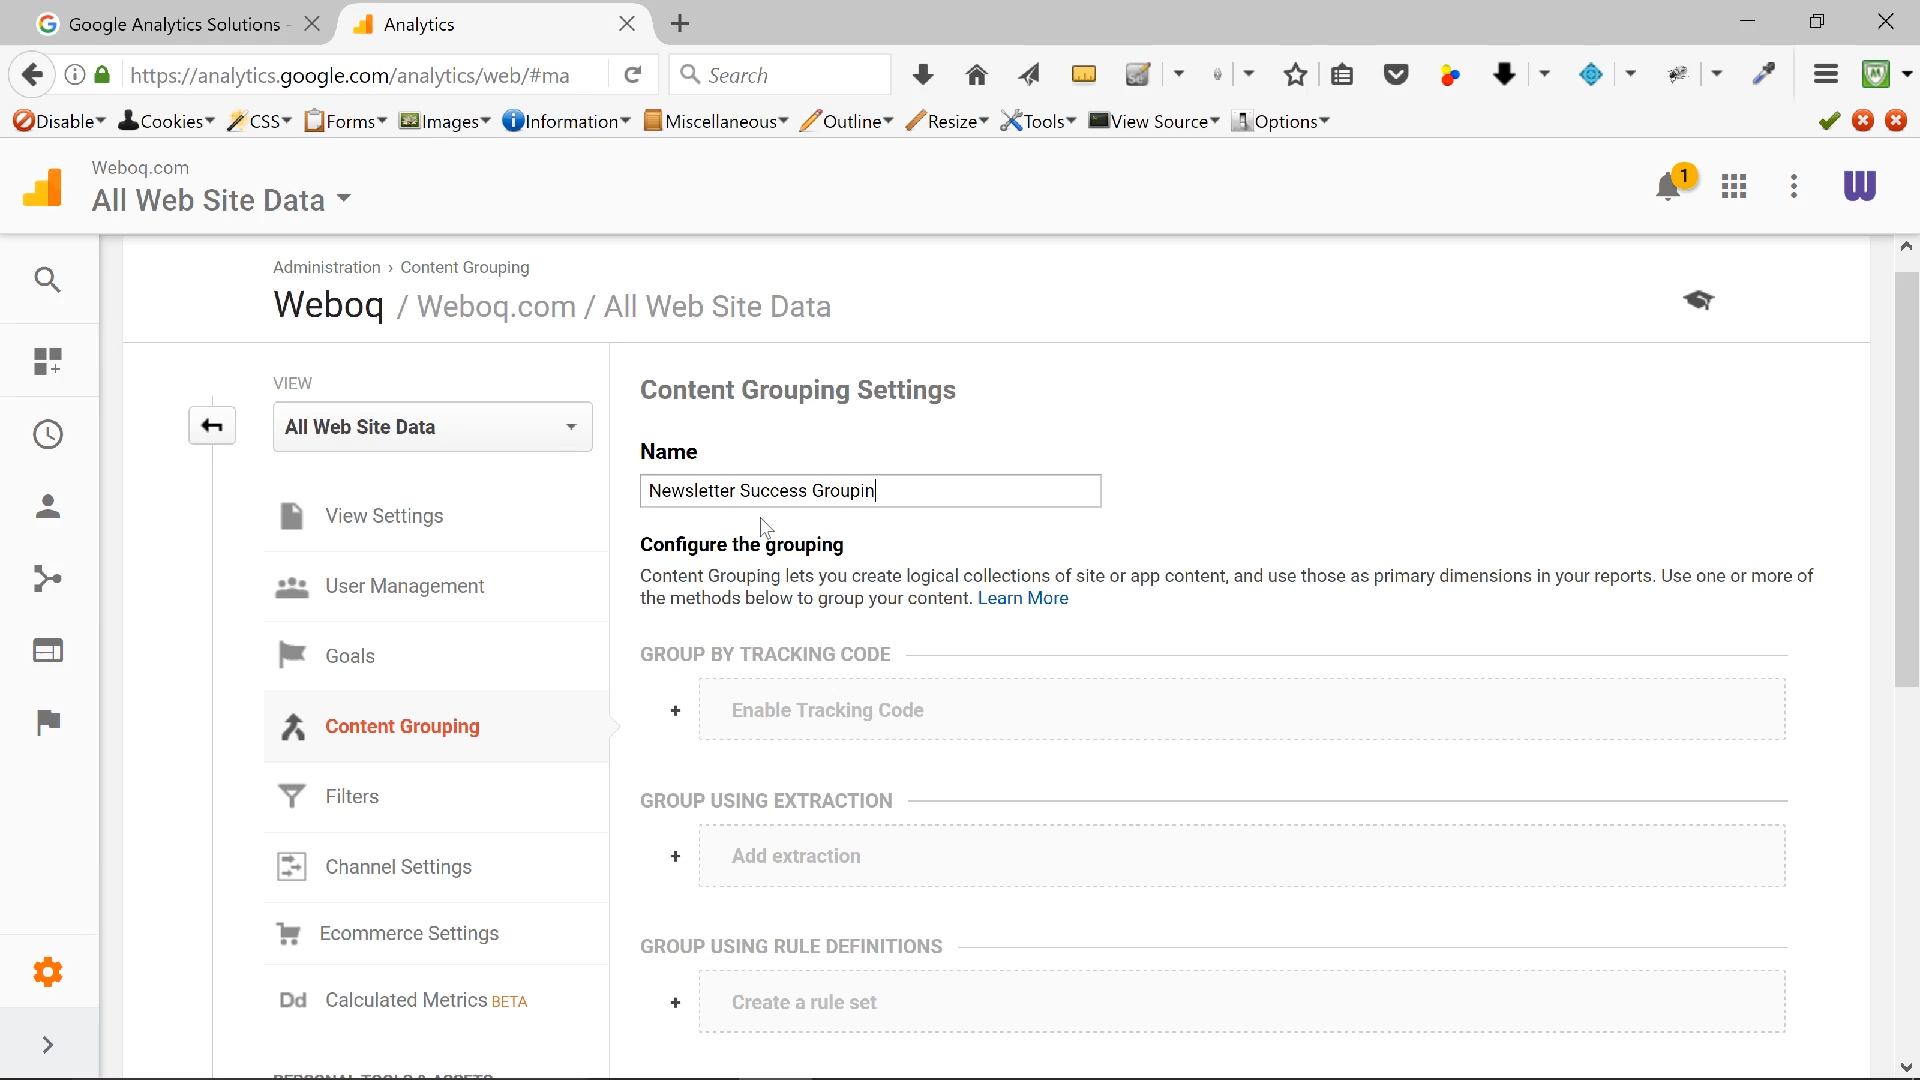 Google Analytics Solutions -
Analytics
https://analytics.google.com/analytics/web/#ma
Search
Disable
Cookies
CSS
Forms
Images
Information
Miscellaneous
Outline
Resize
Tools
View Source
Options
Weboq.com
All Web Site Data
1
Administration › Content Grouping
Weboq / Weboq.com / All Web Site Data
VIEW
All Web Site Data
View Settings
User Management
Goals
Content Grouping
Filters
Channel Settings
Ecommerce Settings
Dd Calculated Metrics BETA
Content Grouping Settings
Name
Newsletter Success Groupin
Configure the grouping
Content Grouping lets you create logical collections of site or app content, and use those as primary dimensions in your reports. Use one or more of
the methods below to group your content. Learn More
GROUP BY TRACKING CODE
+ Enable Tracking Code
GROUP USING EXTRACTION
+ Add extraction
GROUP USING RULE DEFINITIONS
+ Create a rule set